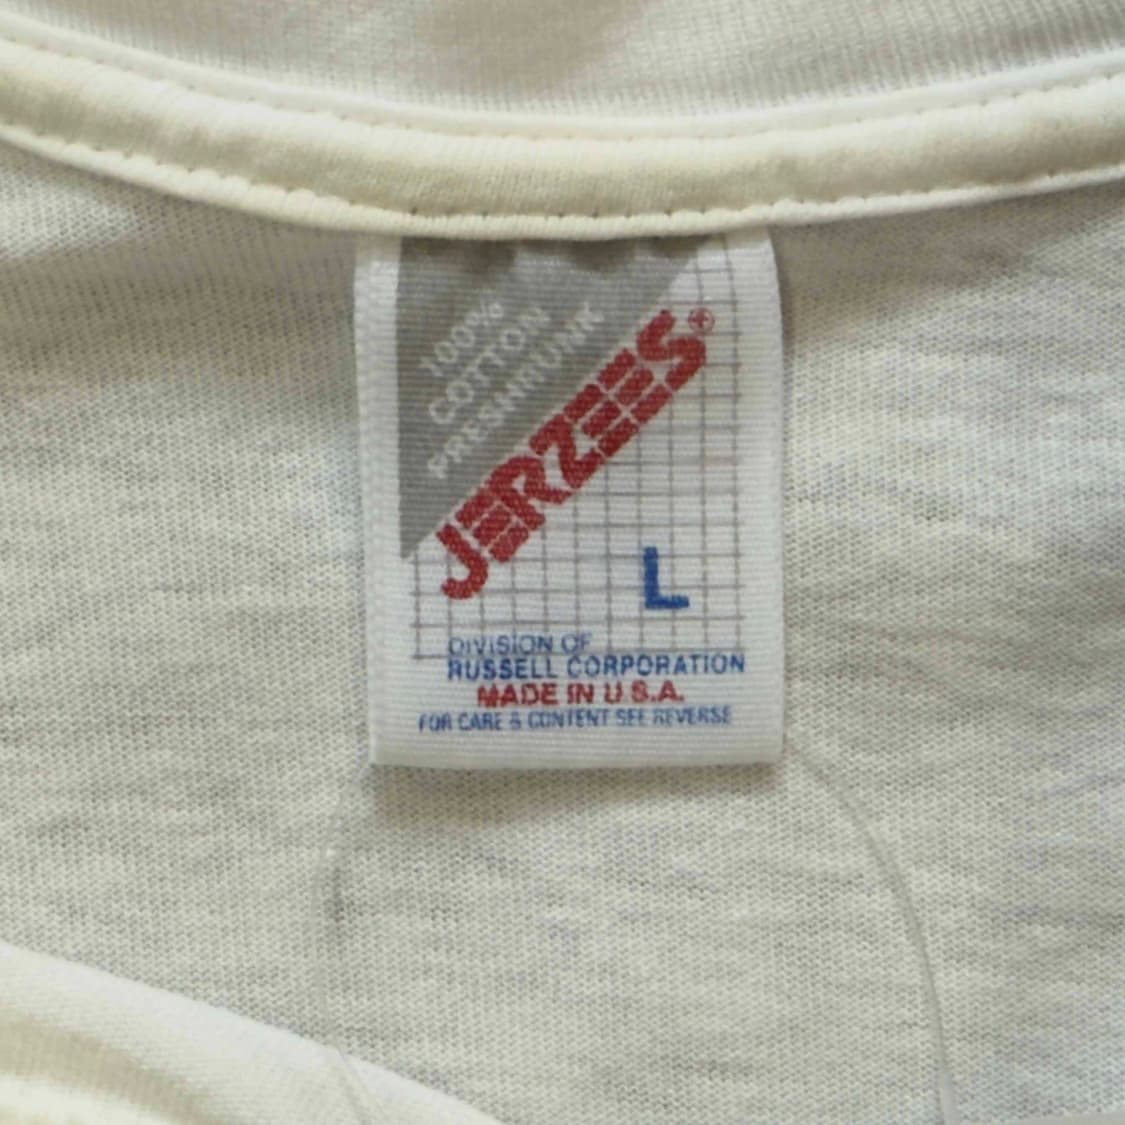 100%
COTTON
PRESHRUNK
JERZEES®
L
DIVISION OF
RUSSELL CORPORATION
MADE IN U.S.A.
FOR CARE & CONTENT SEE REVERSE